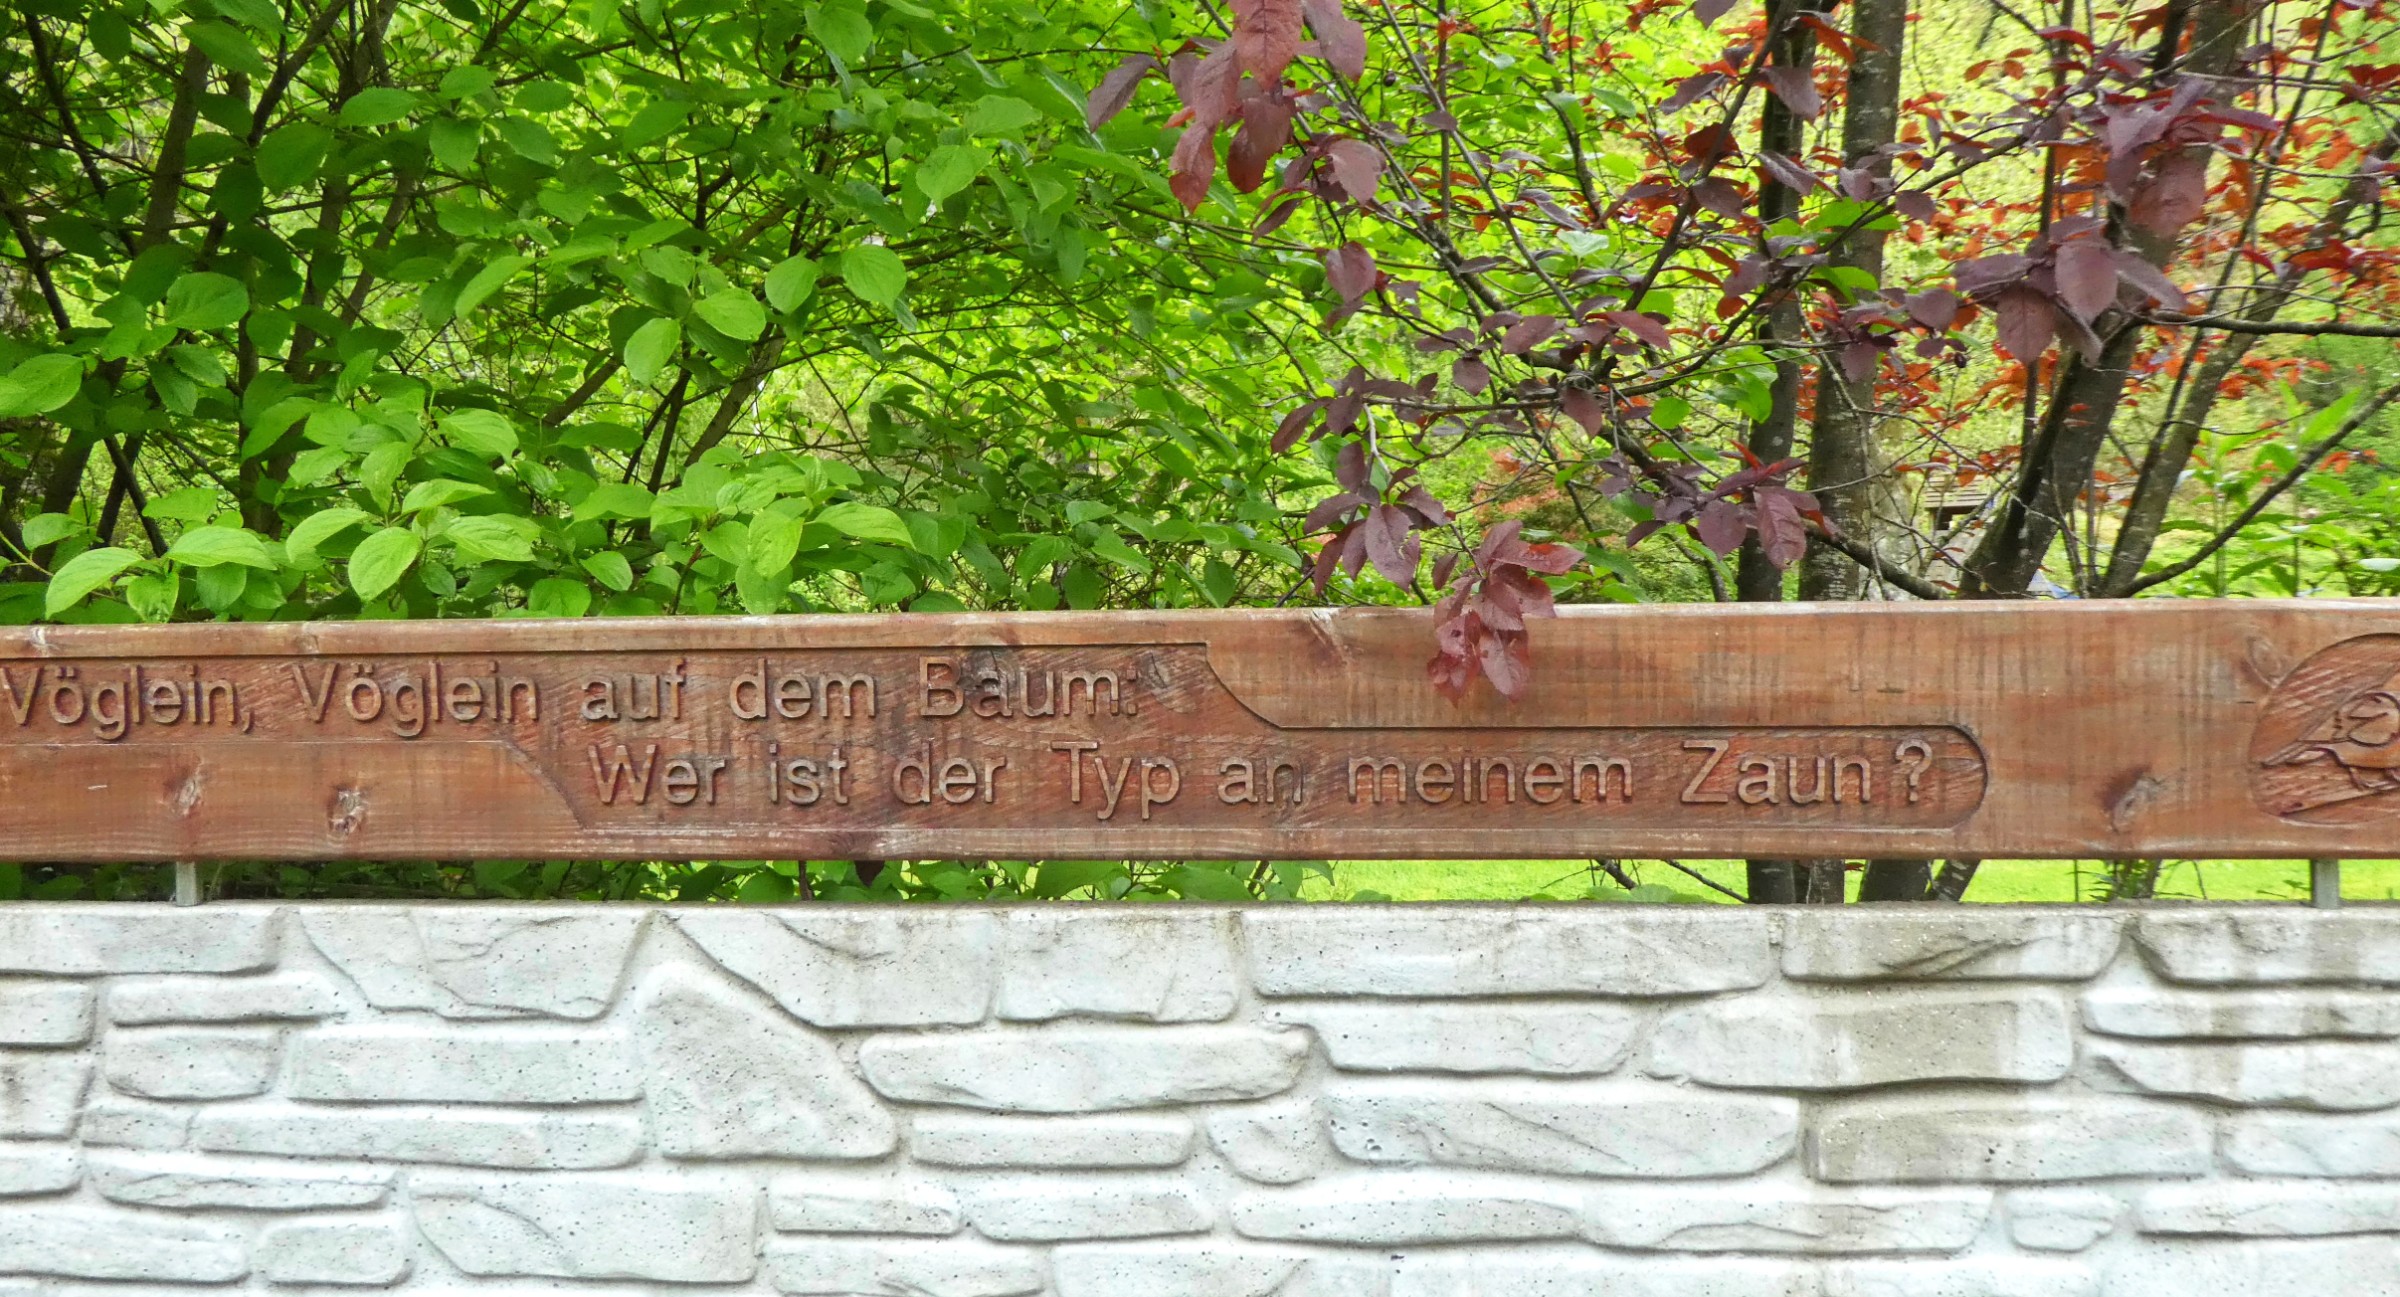 Vöglein, Vöglein auf dem Baum:
Wer ist der Typ an meinem Zaun?